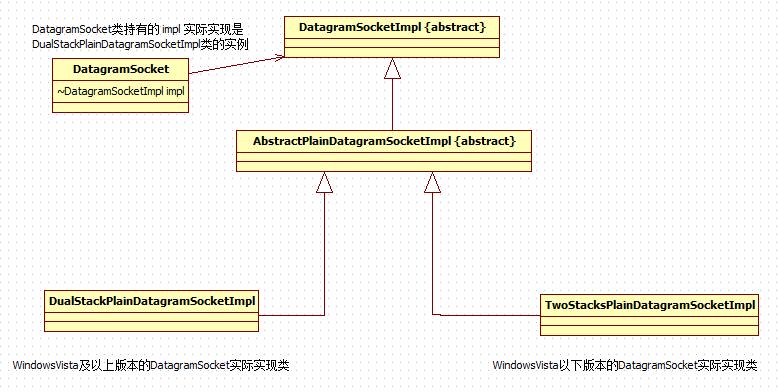 DatagramSocket类持有的 impl 实际实现是
DualStackPlainDatagramSocketImpl类的实例
DatagramSocketImpl {abstract}
DatagramSocket
~DatagramSocketImpl impl
AbstractPlainDatagramSocketImpl {abstract}
DualStackPlainDatagramSocketImpl
TwoStacksPlainDatagramSocketImpl
WindowsVista及以上版本的DatagramSocket实际实现类
WindowsVista以下版本的DatagramSocket实际实现类